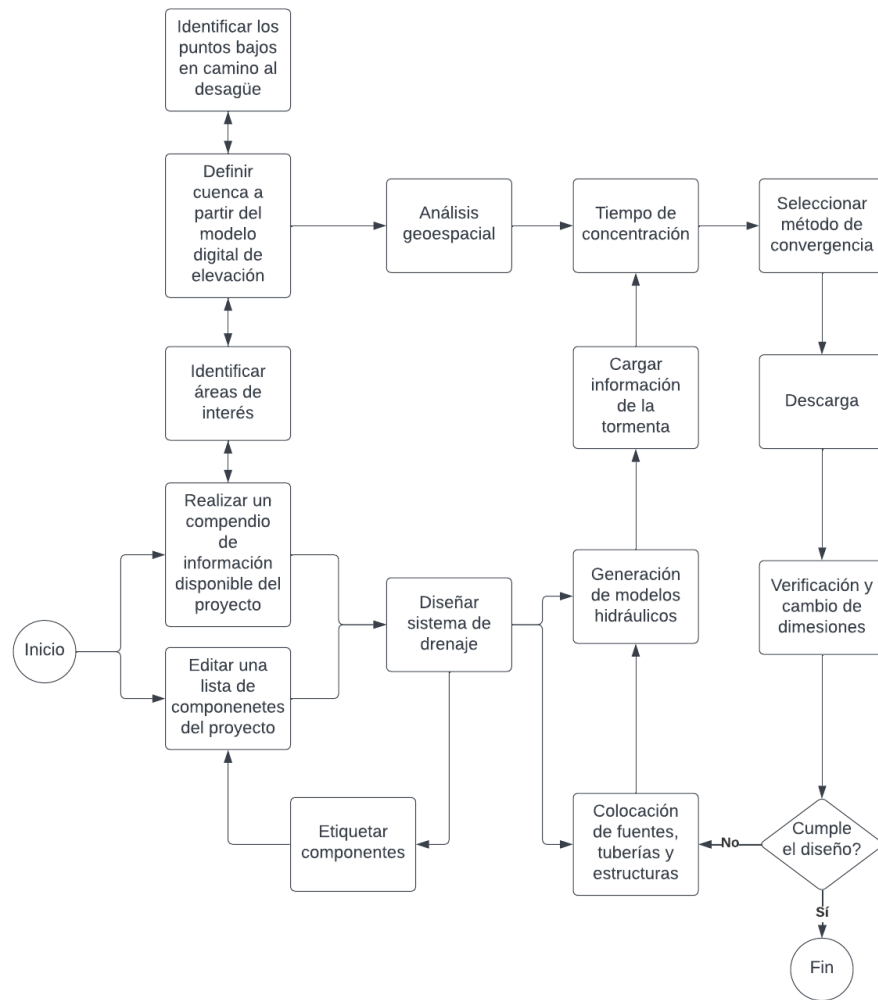 Identificar los
puntos bajos
en camino al
desagüe
Definir
cuenca a
partir del
modelo
digital de
elevación
Análisis
geoespacial
Tiempo de
concentración
Seleccionar
método de
convergencia
Identificar
áreas de
interés
Cargar
información
de la
tormenta
Descarga
Realizar un
compendio
de
información
disponible del
proyecto
Diseñar
sistema de
drenaje
Generación
de modelos
hidráulicos
Verificación y
cambio de
dimesiones
Inicio
Editar una
lista de
componenetes
del proyecto
Etiquetar
componentes
Colocación
de fuentes,
tuberías y
estructuras
No
Cumple
el diseño?
Sí
Fin